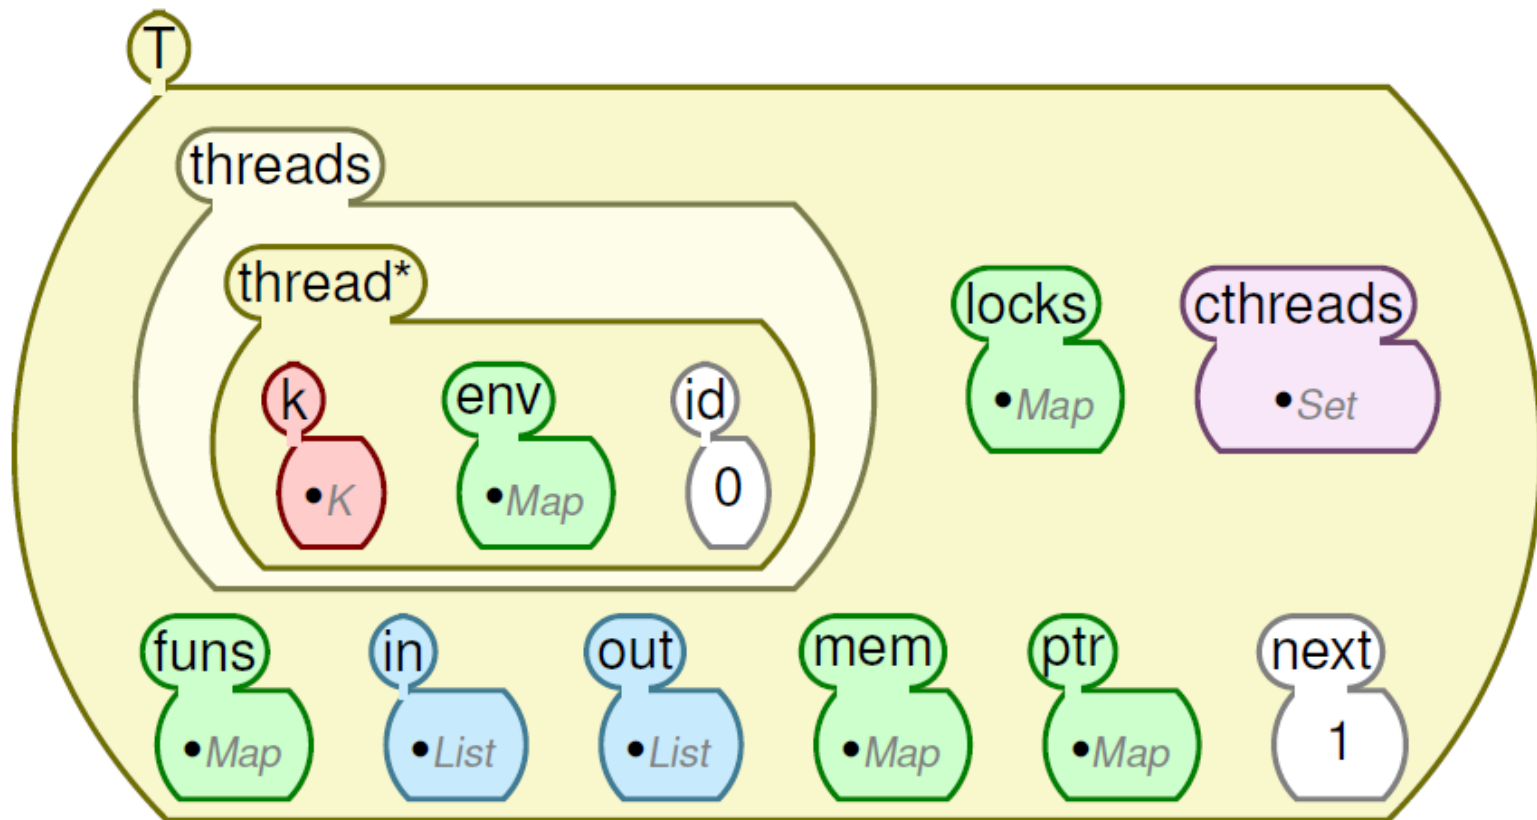 T
threads
thread*
locks cthreads
k env id
•Map •Set
•K •Map 0
funs in out mem ptr next
•Map •List •List •Map •Map 1